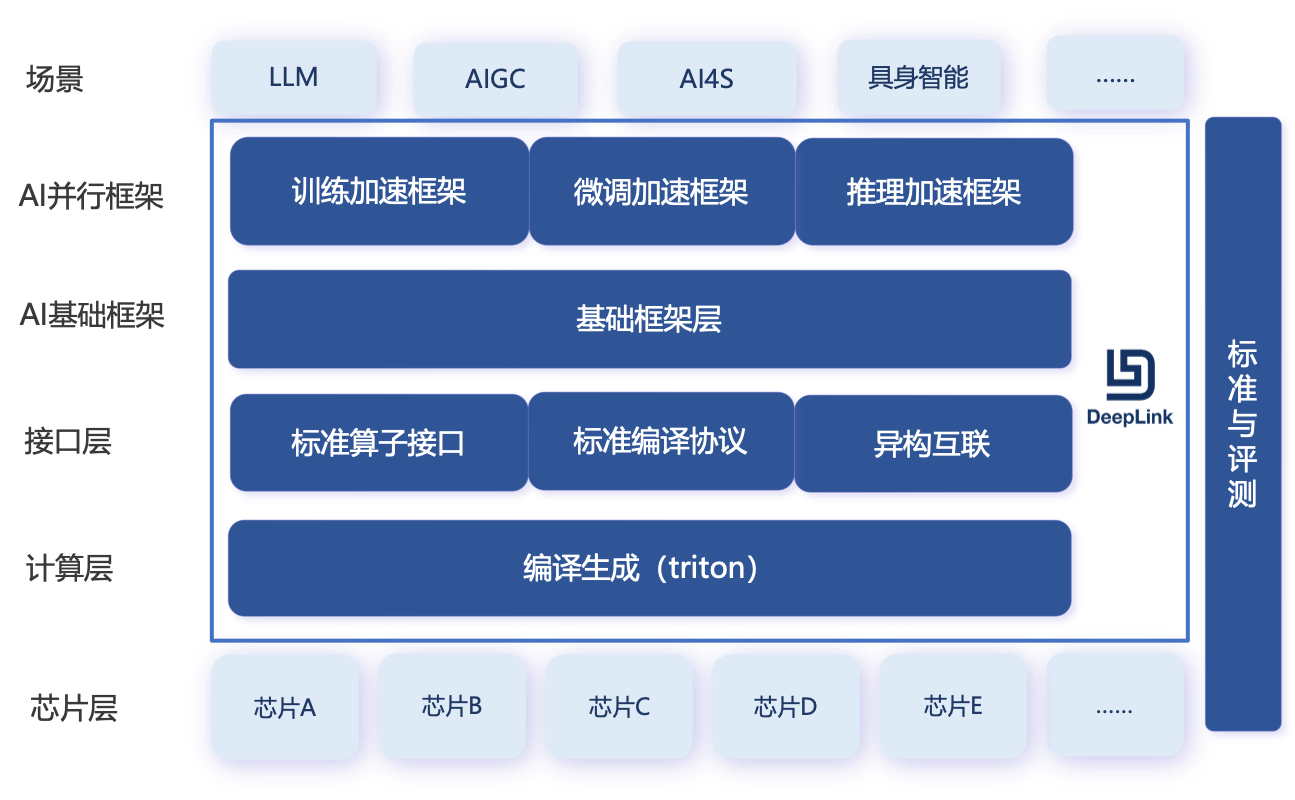 场景
LLM
AIGC
AI4S
具身智能
......
AI并行框架
训练加速框架
微调加速框架
推理加速框架
AI基础框架
基础框架层
接口层
标准算子接口
标准编译协议
异构互联
DeepLink
计算层
编译生成（triton）
芯片层
芯片A
芯片B
芯片C
芯片D
芯片E
......
标准与评测